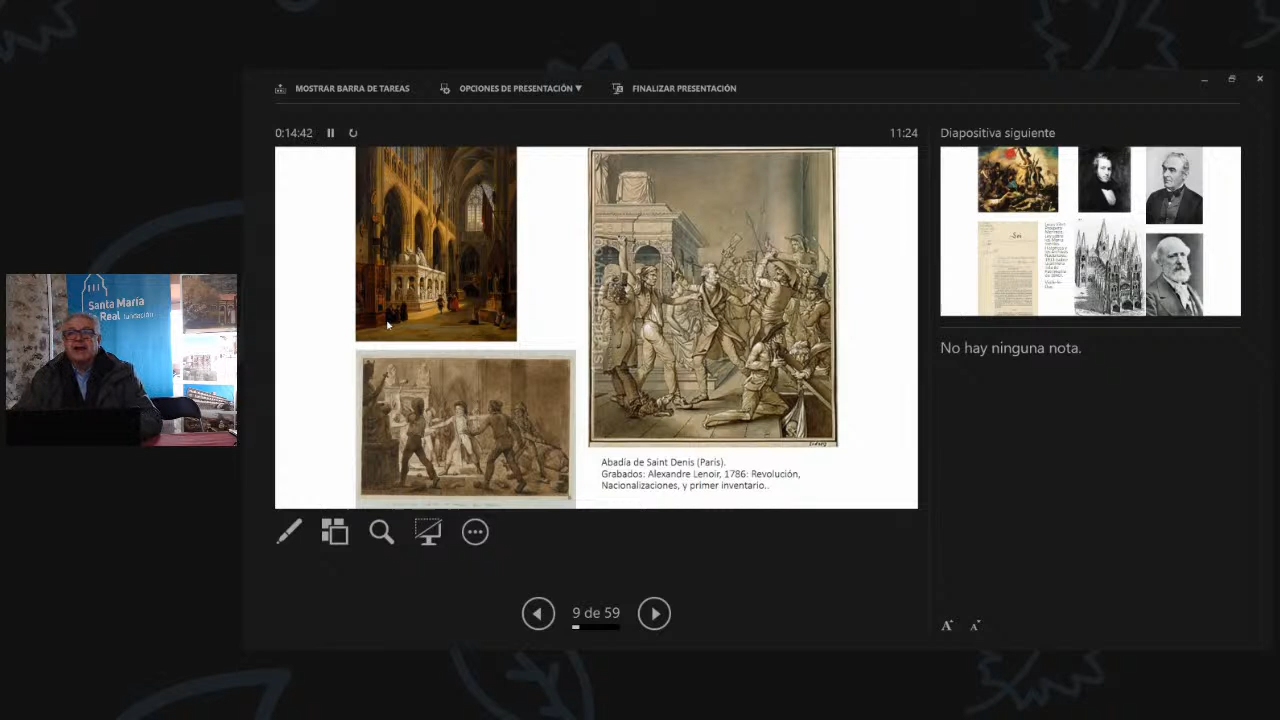 MOSTRAR BARRA DE TAREAS
OPCIONES DE PRESENTACIÓN ▼
FINALIZAR PRESENTACIÓN
0:14:42
11:24
Diapositiva siguiente
Abadía de Saint Denis (París).
Grabados: Alexandre Lenoir, 1786: Revolución,
Nacionalizaciones, y primer inventario..
No hay ninguna nota.
Santa María
Real fundación
9 de 59
A A